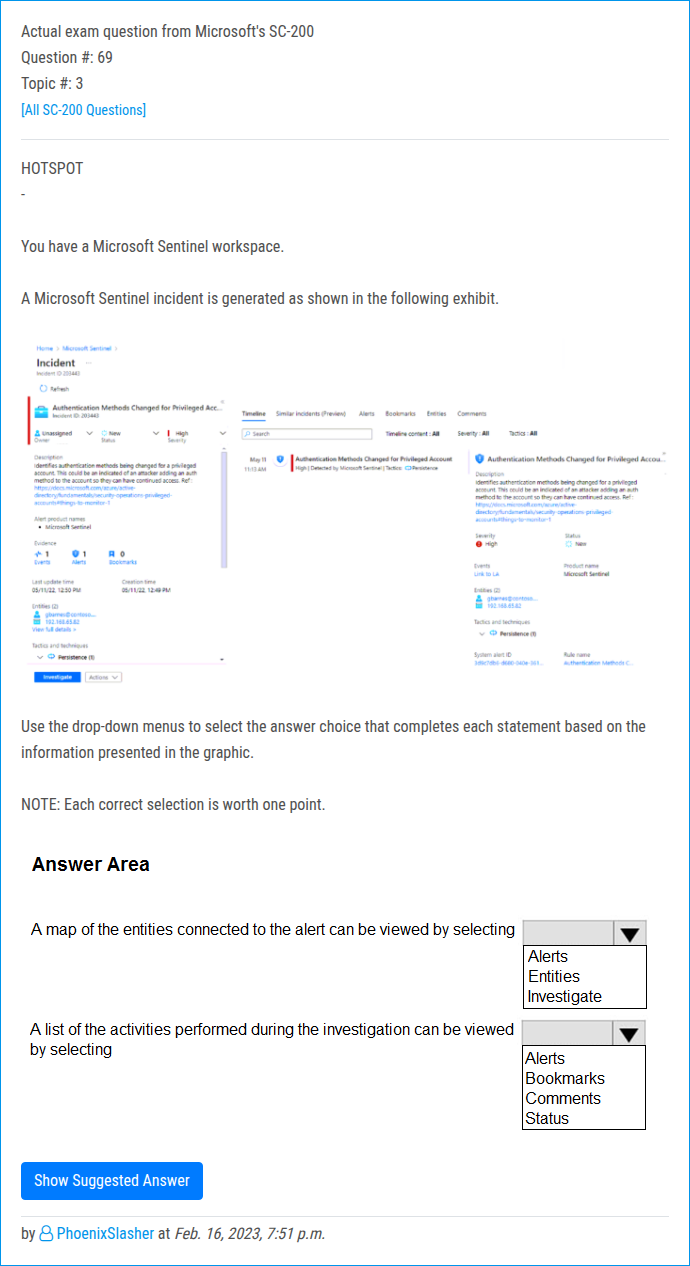 Actual exam question from Microsoft's SC-200
Question #: 69
Topic #: 3
[All SC-200 Questions]
HOTSPOT
-
You have a Microsoft Sentinel workspace.
A Microsoft Sentinel incident is generated as shown in the following exhibit.
Home > Microsoft Sentinel >
Incident ...
Incident ID 203443
Refresh
Authentication Methods Changed for Privileged Acc...
Incident ID: 203443
Unassigned
Owner
New
Status
High
Severity
Description
Identifies authentication methods being changed for a privileged
account. This could be an indicated of an attacker adding an auth
method to the account so they can have continued access. Ref :
https://docs.microsoft.com/azure/active-
directory/fundamentals/security-operations-privileged-
accounts#things-to-monitor-1
Alert product names
• Microsoft Sentinel
Evidence
1
Events
1
Alerts
0
Bookmarks
Last update time
05/11/22, 12:50 PM
Creation time
05/11/22, 12:49 PM
Entities (2)
gbarnes@contoso...
192.168.65.82
View full details >
Tactics and techniques
Persistence (1)
Investigate
Actions
Timeline Similar incidents (Preview) Alerts Bookmarks Entities Comments
Search
Timeline content : All Severity : All Tactics : All
May 11
11:13 AM
Authentication Methods Changed for Privileged Account
High | Detected by Microsoft Sentinel | Tactics: Persistence
Authentication Methods Changed for Privileged Accou...
Description
Identifies authentication methods being changed for a privileged
account. This could be an indicated of an attacker adding an auth
method to the account so they can have continued access. Ref :
https://docs.microsoft.com/azure/active-
directory/fundamentals/security-operations-privileged-
accounts#things-to-monitor-1
Severity
High
Status
New
Events
Link to LA
Product name
Microsoft Sentinel
Entities (2)
gbarnes@contoso...
192.168.65.82
Tactics and techniques
Persistence (1)
System alert ID
Rule name
Authentication Methods C...
Use the drop-down menus to select the answer choice that completes each statement based on the
information presented in the graphic.
NOTE: Each correct selection is worth one point.
Answer Area
A map of the entities connected to the alert can be viewed by selecting
Alerts
Entities
Investigate
A list of the activities performed during the investigation can be viewed
by selecting
Alerts
Bookmarks
Comments
Status
Show Suggested Answer
by PhoenixSlasher at Feb. 16, 2023, 7:51 p.m.